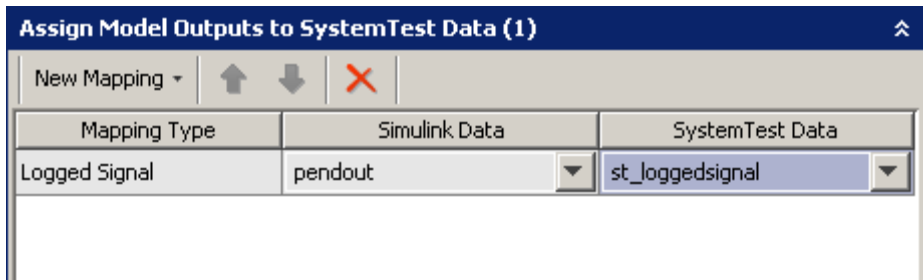 Assign Model Outputs to SystemTest Data (1)
New Mapping
Mapping Type Simulink Data SystemTest Data
Logged Signal pendout st_loggedsignal